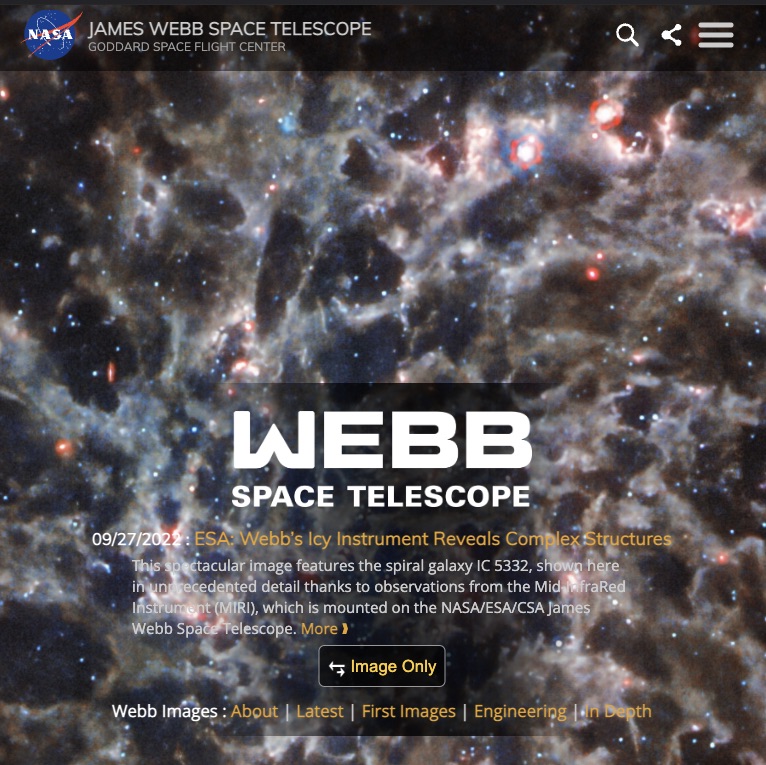 NASA
JAMES WEBB SPACE TELESCOPE
GODDARD SPACE FLIGHT CENTER
WEBB
SPACE TELESCOPE
09/27/2022 : ESA: Webb's Icy Instrument Reveals Complex Structures
This spectacular image features the spiral galaxy IC 5332, shown here
in unprecedented detail thanks to observations from the Mid-InfraRed
Instrument (MIRI), which is mounted on the NASA/ESA/CSA James
Webb Space Telescope. More ⟫
Image Only
Webb Images : About | Latest | First Images | Engineering | In Depth